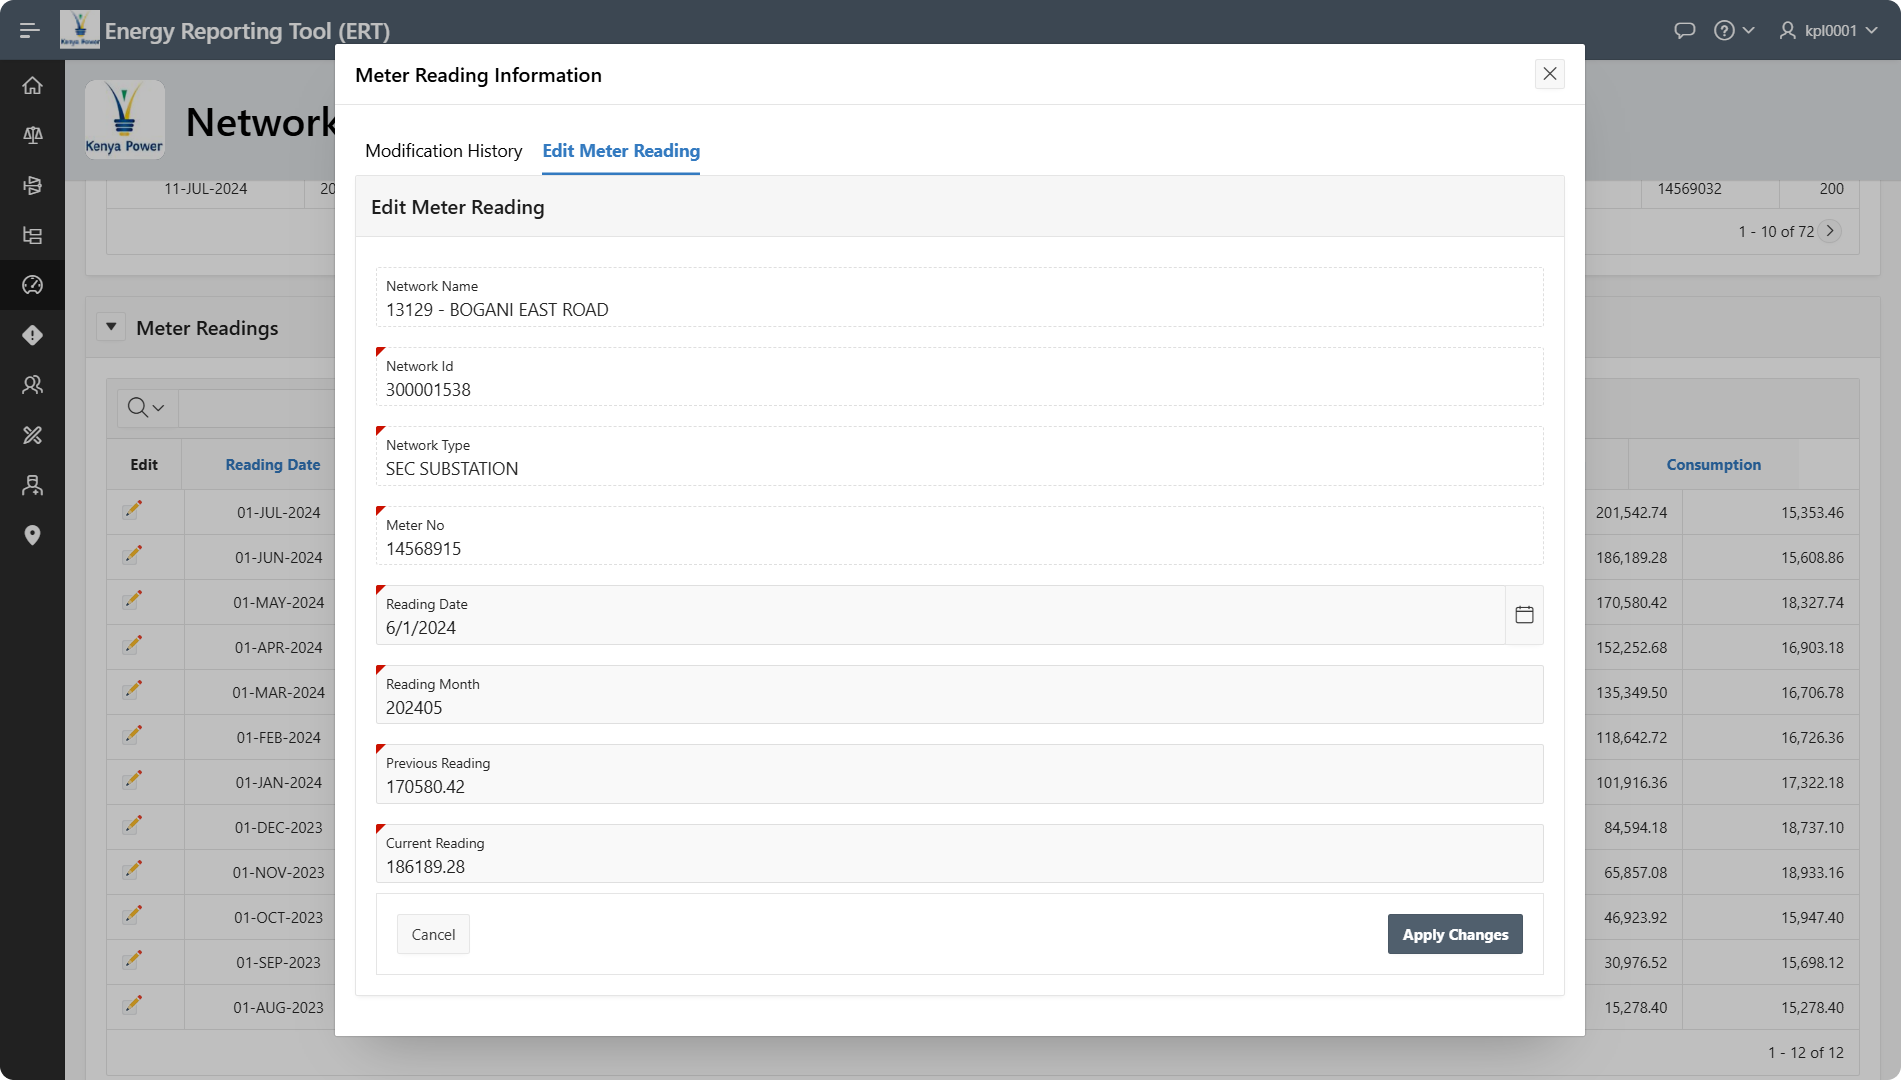 Kenya Power
Energy Reporting Tool (ERT)
kpl0001
Kenya Power
Network
11-JUL-2024
20
14569032
200
1 - 10 of 72
Meter Readings
Edit
Reading Date
Consumption
01-JUL-2024
201,542.74
15,353.46
01-JUN-2024
186,189.28
15,608.86
01-MAY-2024
170,580.42
18,327.74
01-APR-2024
152,252.68
16,903.18
01-MAR-2024
135,349.50
16,706.78
01-FEB-2024
118,642.72
16,726.36
01-JAN-2024
101,916.36
17,322.18
01-DEC-2023
84,594.18
18,737.10
01-NOV-2023
65,857.08
18,933.16
01-OCT-2023
46,923.92
15,947.40
01-SEP-2023
30,976.52
15,698.12
01-AUG-2023
15,278.40
15,278.40
1 - 12 of 12
Meter Reading Information
Modification History
Edit Meter Reading
Edit Meter Reading
Network Name
13129 - BOGANI EAST ROAD
Network Id
300001538
Network Type
SEC SUBSTATION
Meter No
14568915
Reading Date
6/1/2024
Reading Month
202405
Previous Reading
170580.42
Current Reading
186189.28
Cancel
Apply Changes